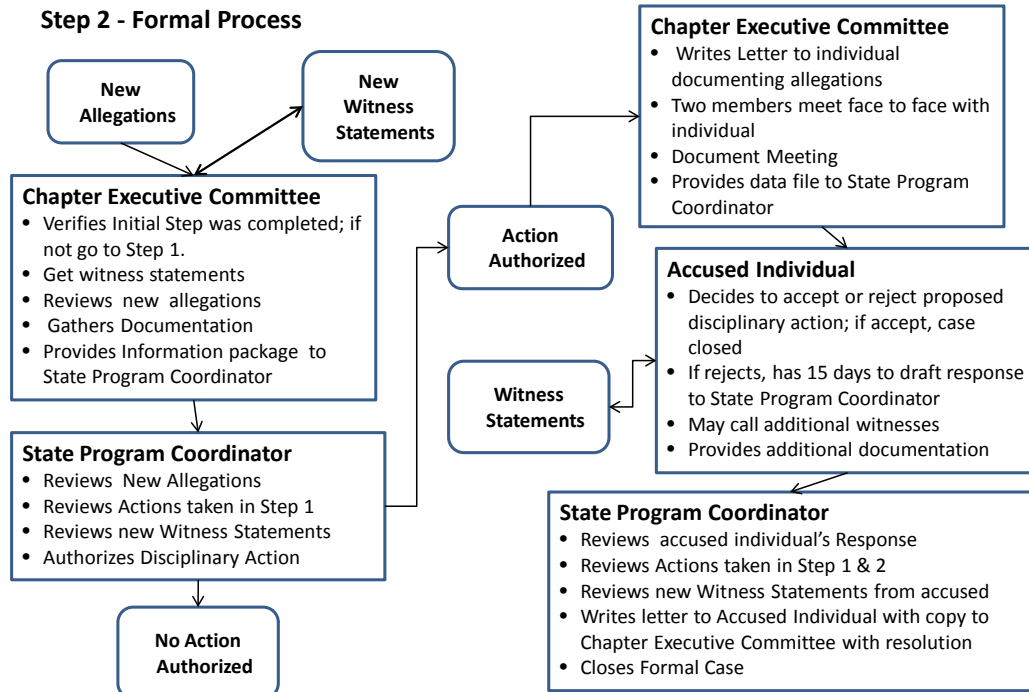 Step 2 - Formal Process
New
Allegations
New
Witness
Statements
Chapter Executive Committee
• Verifies Initial Step was completed; if
not go to Step 1.
• Get witness statements
• Reviews new allegations
• Gathers Documentation
• Provides Information package to
State Program Coordinator
State Program Coordinator
• Reviews New Allegations
• Reviews Actions taken in Step 1
• Reviews new Witness Statements
• Authorizes Disciplinary Action
No Action
Authorized
Action
Authorized
Chapter Executive Committee
• Writes Letter to individual
documenting allegations
• Two members meet face to face with
individual
• Document Meeting
• Provides data file to State Program
Coordinator
Accused Individual
• Decides to accept or reject proposed
disciplinary action; if accept, case
closed
• If rejects, has 15 days to draft response
to State Program Coordinator
• May call additional witnesses
• Provides additional documentation
Witness
Statements
State Program Coordinator
• Reviews accused individual's Response
• Reviews Actions taken in Step 1 & 2
• Reviews new Witness Statements from accused
• Writes letter to Accused Individual with copy to
Chapter Executive Committee with resolution
• Closes Formal Case